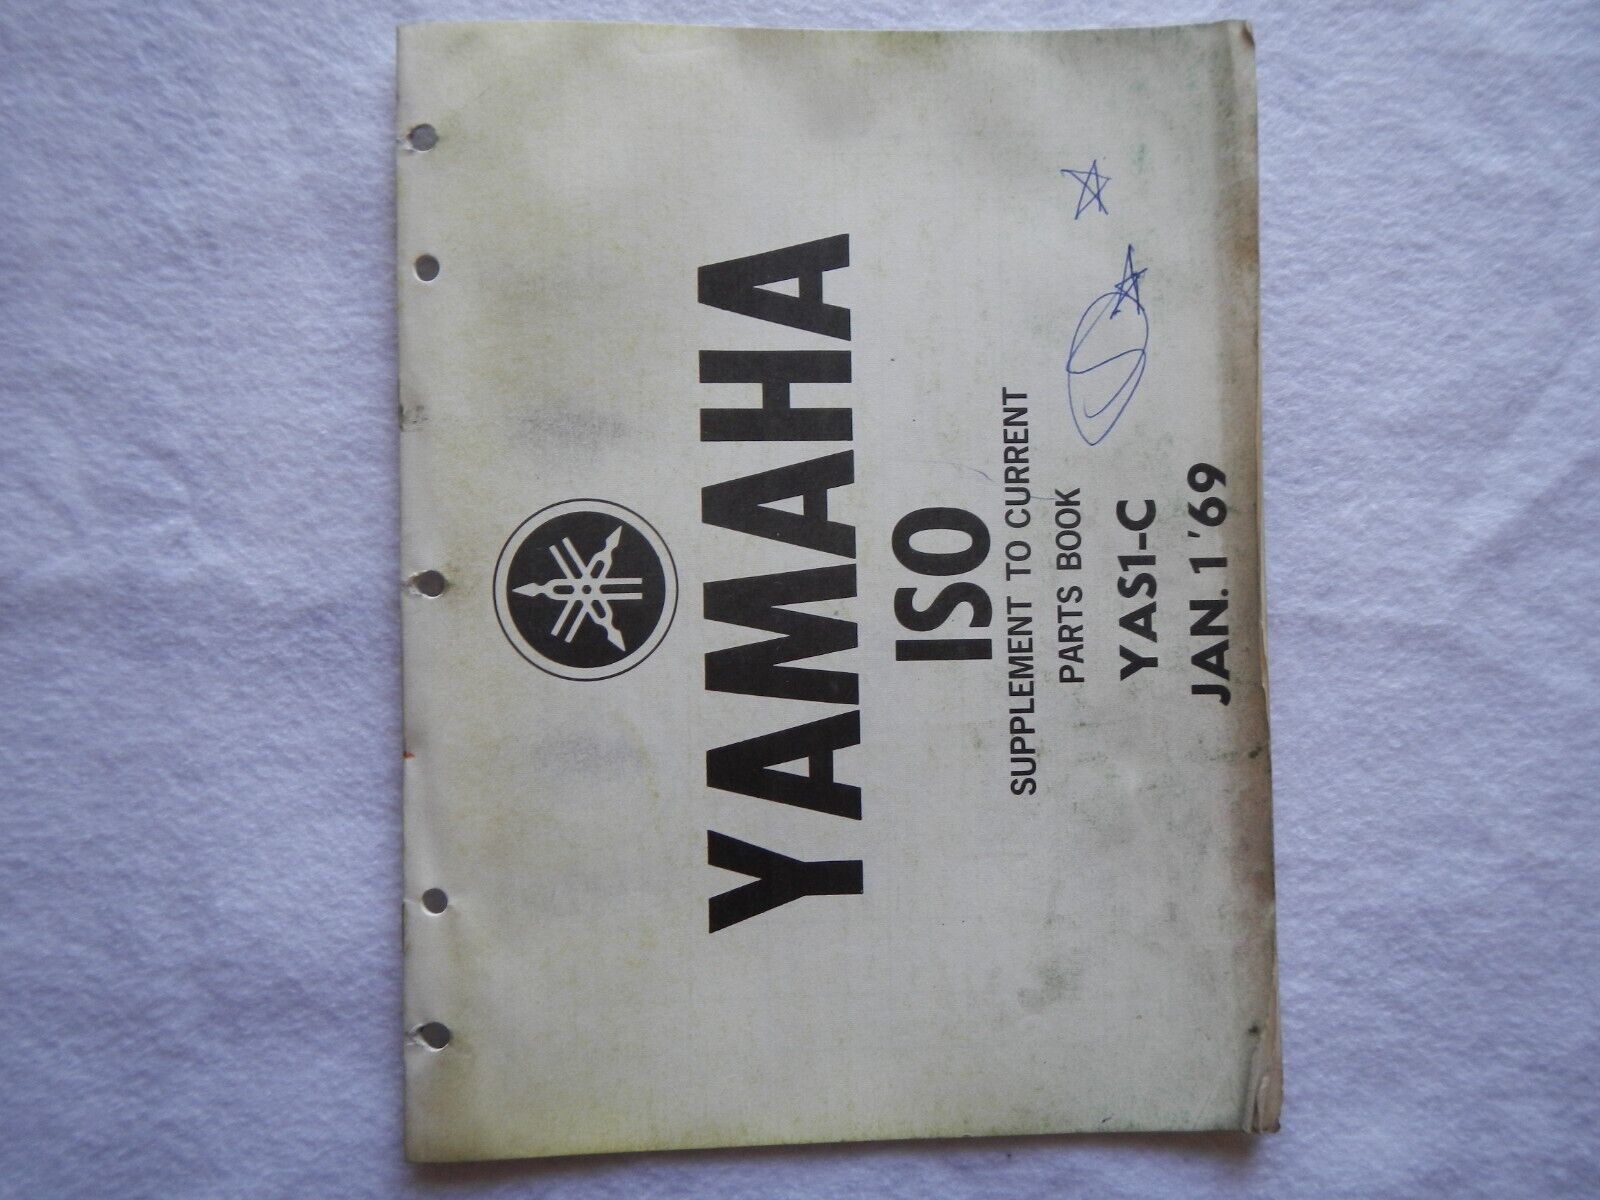 YAMAHA
ISO
SUPPLEMENT TO CURRENT
PARTS BOOK
YAS1-C
JAN. 1 '69